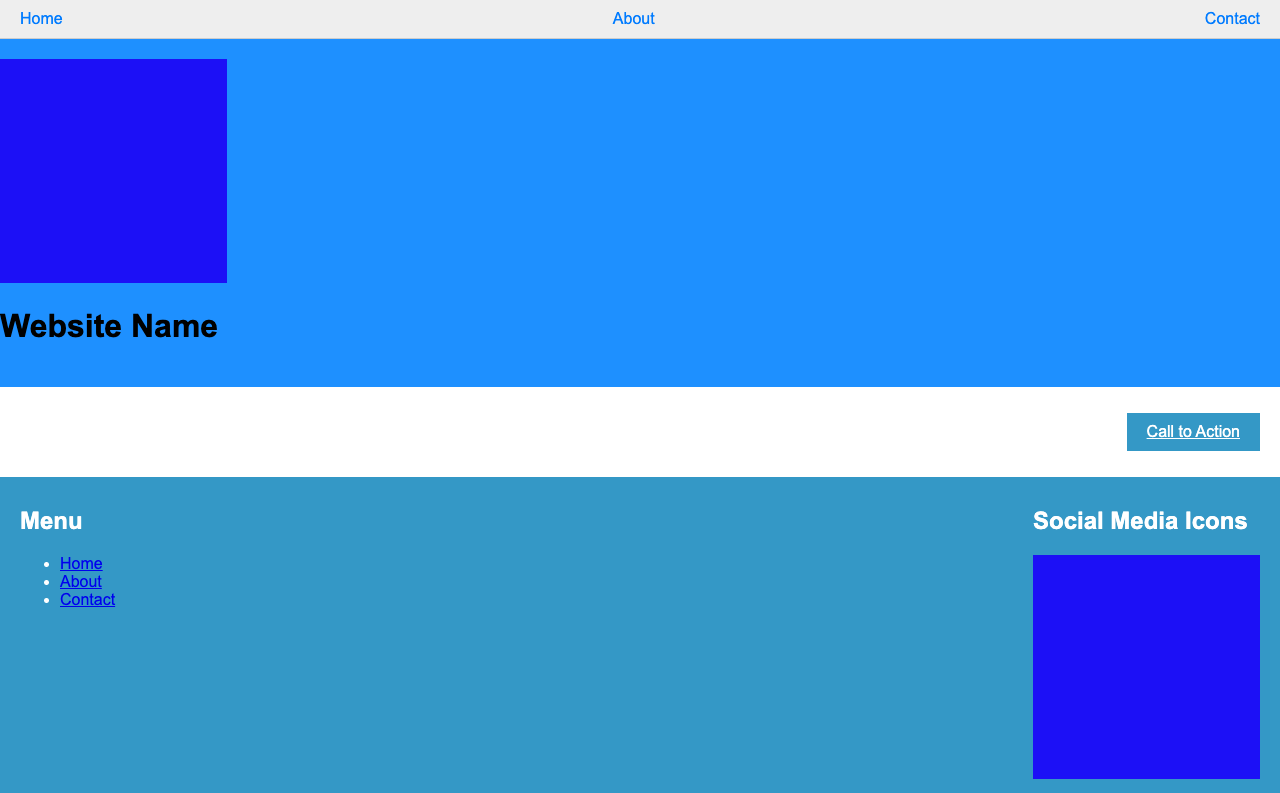 Home About Contact
Website Name
Call to Action
Menu
Home
About
Contact
Social Media Icons